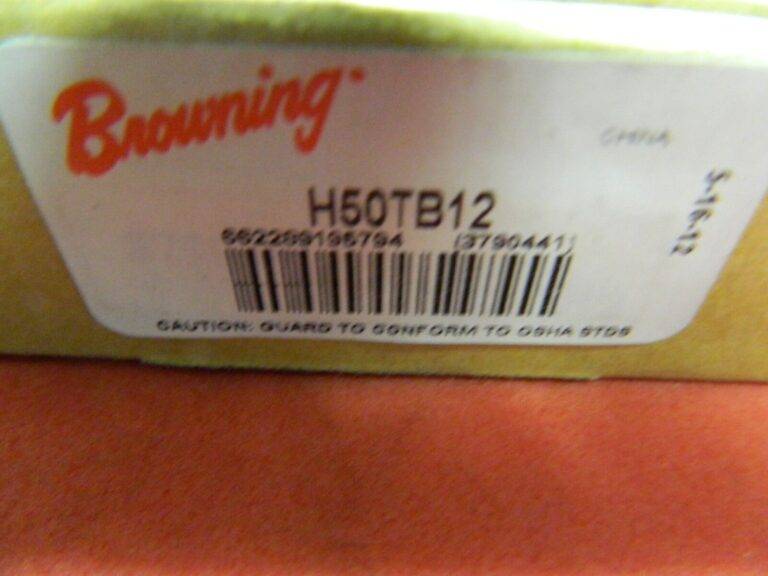 Browning
CHINA
H50TB12
5-16-12
662289195794 (3790441)
CAUTION: GUARD TO CONFORM TO OSHA STDS